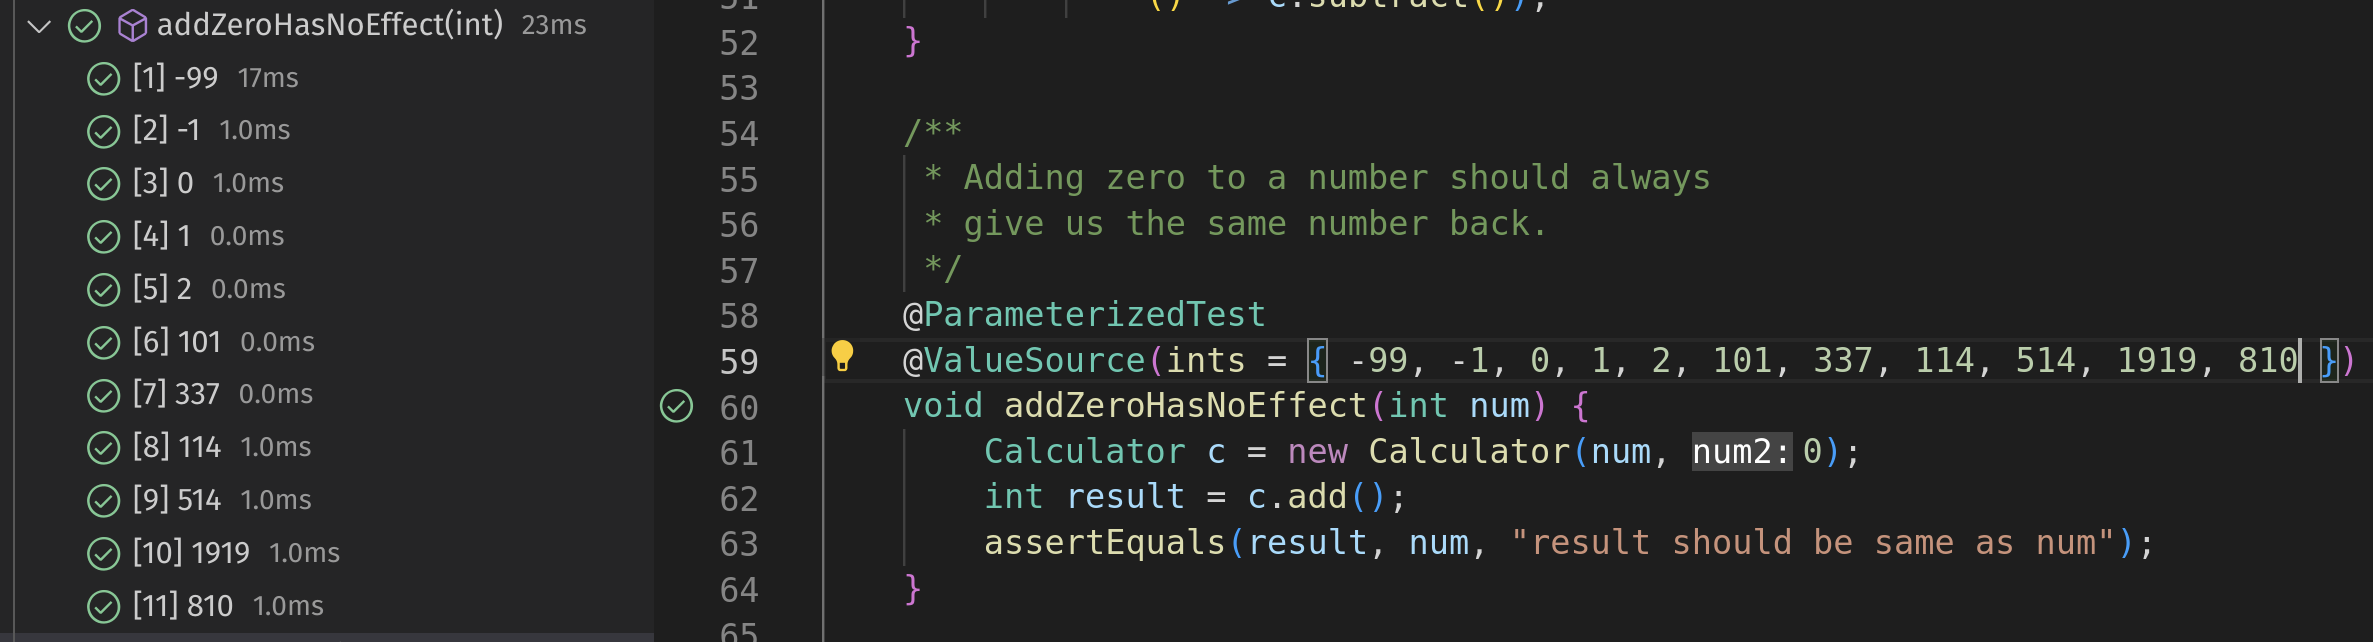 addZeroHasNoEffect(int) 23ms
[1] -99 17ms
[2] -1 1.0ms
[3] 0 1.0ms
[4] 1 0.0ms
[5] 2 0.0ms
[6] 101 0.0ms
[7] 337 0.0ms
[8] 114 1.0ms
[9] 514 1.0ms
[10] 1919 1.0ms
[11] 810 1.0ms
51 () -> c.subtract());
52 }
53
54 /**
55 * Adding zero to a number should always
56 * give us the same number back.
57 */
58 @ParameterizedTest
59 @ValueSource(ints = { -99, -1, 0, 1, 2, 101, 337, 114, 514, 1919, 810 })
60 void addZeroHasNoEffect(int num) {
61 Calculator c = new Calculator(num, num2: 0);
62 int result = c.add();
63 assertEquals(result, num, "result should be same as num");
64 }
65